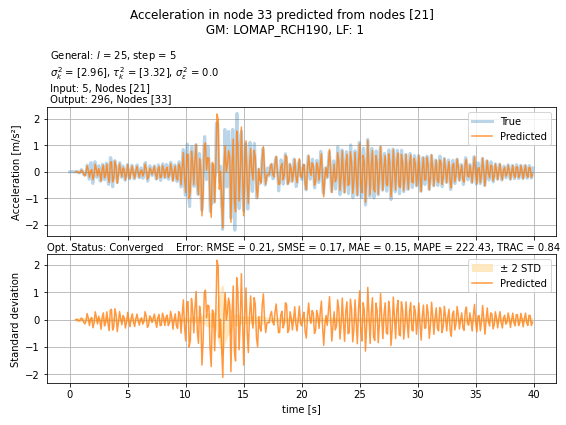 Acceleration in node 33 predicted from nodes [21]
GM: LOMAP_RCH190, LF: 1
General: l = 25, step = 5
σ²ₖ = [2.96], τ²ₖ = [3.32], σ²ε = 0.0
Input: 5, Nodes [21]
Output: 296, Nodes [33]
True
Predicted
Acceleration [m/s²]
2
1
0
−1
−2
Opt. Status: Converged    Error: RMSE = 0.21, SMSE = 0.17, MAE = 0.15, MAPE = 222.43, TRAC = 0.84
± 2 STD
Predicted
Standard deviation
2
1
0
−1
−2
0 5 10 15 20 25 30 35 40
time [s]